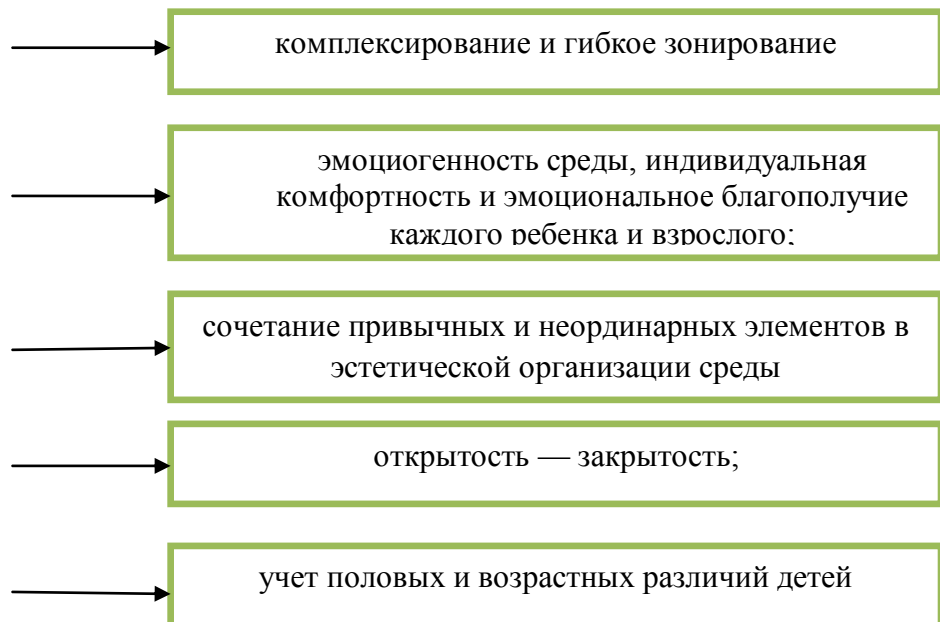 комплексирование и гибкое зонирование
эмоциогенность среды, индивидуальная
комфортность и эмоциональное благополучие
каждого ребенка и взрослого;
сочетание привычных и неординарных элементов в
эстетической организации среды
открытость — закрытость;
учет половых и возрастных различий детей